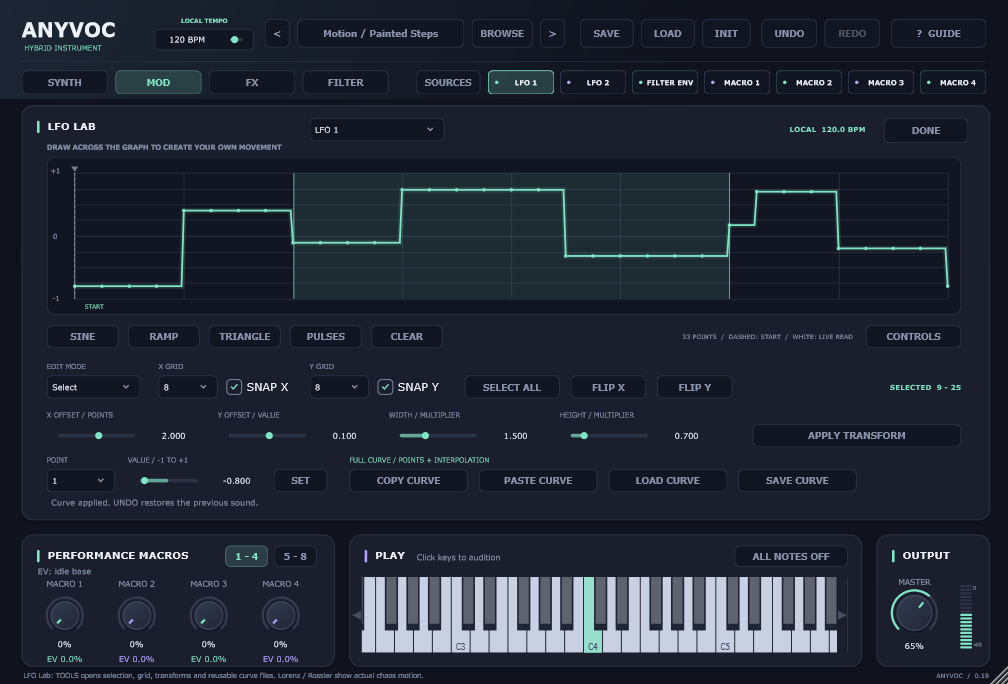 ANYVOC
HYBRID INSTRUMENT
LOCAL TEMPO
120 BPM
< Motion / Painted Steps BROWSE > SAVE LOAD INIT UNDO REDO ? GUIDE
SYNTH MOD FX FILTER SOURCES LFO 1 LFO 2 FILTER ENV MACRO 1 MACRO 2 MACRO 3 MACRO 4
LFO LAB LFO 1 LOCAL 120.0 BPM DONE
DRAW ACROSS THE GRAPH TO CREATE YOUR OWN MOVEMENT
+1
0
-1
START
SINE RAMP TRIANGLE PULSES CLEAR 33 POINTS / DASHED: START / WHITE: LIVE READ CONTROLS
EDIT MODE X GRID Y GRID
Select 8 SNAP X 8 SNAP Y SELECT ALL FLIP X FLIP Y SELECTED 9 - 25
X OFFSET / POINTS Y OFFSET / VALUE WIDTH / MULTIPLIER HEIGHT / MULTIPLIER
2.000 0.100 1.500 0.700 APPLY TRANSFORM
POINT VALUE / -1 TO +1 FULL CURVE / POINTS + INTERPOLATION
1 -0.800 SET COPY CURVE PASTE CURVE LOAD CURVE SAVE CURVE
Curve applied. UNDO restores the previous sound.
PERFORMANCE MACROS 1 - 4 5 - 8
EV: idle base
MACRO 1 MACRO 2 MACRO 3 MACRO 4
0% 0% 0% 0%
EV 0.0% EV 0.0% EV 0.0% EV 0.0%
PLAY Click keys to audition ALL NOTES OFF
C3 C4 C5
OUTPUT
MASTER
0
-60
65%
LFO Lab: TOOLS opens selection, grid, transforms and reusable curve files. Lorenz / Rossler show actual chaos motion.
ANYVOC / 0.19